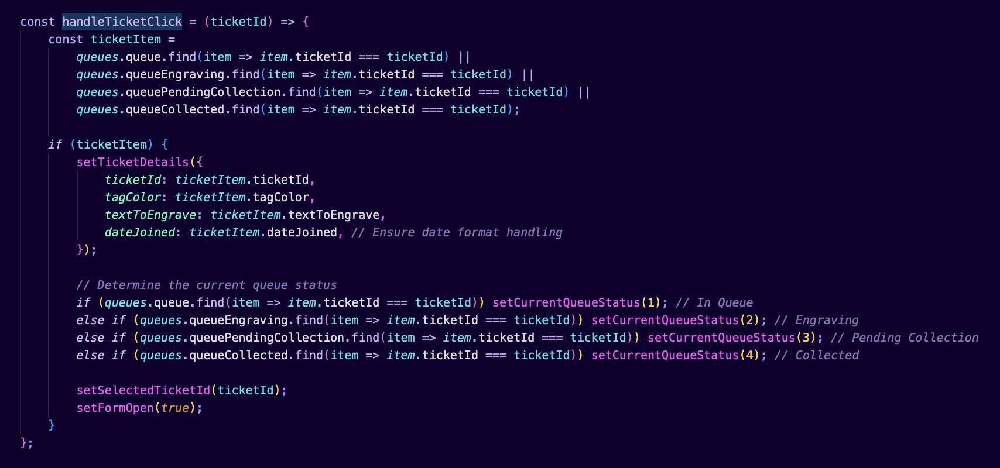 const handleTicketClick = (ticketId) => {
    const ticketItem =
        queues.queue.find(item => item.ticketId === ticketId) ||
        queues.queueEngraving.find(item => item.ticketId === ticketId) ||
        queues.queuePendingCollection.find(item => item.ticketId === ticketId) ||
        queues.queueCollected.find(item => item.ticketId === ticketId);

    if (ticketItem) {
        setTicketDetails({
            ticketId: ticketItem.ticketId,
            tagColor: ticketItem.tagColor,
            textToEngrave: ticketItem.textToEngrave,
            dateJoined: ticketItem.dateJoined, // Ensure date format handling
        });

        // Determine the current queue status
        if (queues.queue.find(item => item.ticketId === ticketId)) setCurrentQueueStatus(1); // In Queue
        else if (queues.queueEngraving.find(item => item.ticketId === ticketId)) setCurrentQueueStatus(2); // Engraving
        else if (queues.queuePendingCollection.find(item => item.ticketId === ticketId)) setCurrentQueueStatus(3); // Pending Collection
        else if (queues.queueCollected.find(item => item.ticketId === ticketId)) setCurrentQueueStatus(4); // Collected

        setSelectedTicketId(ticketId);
        setFormOpen(true);
    }
};